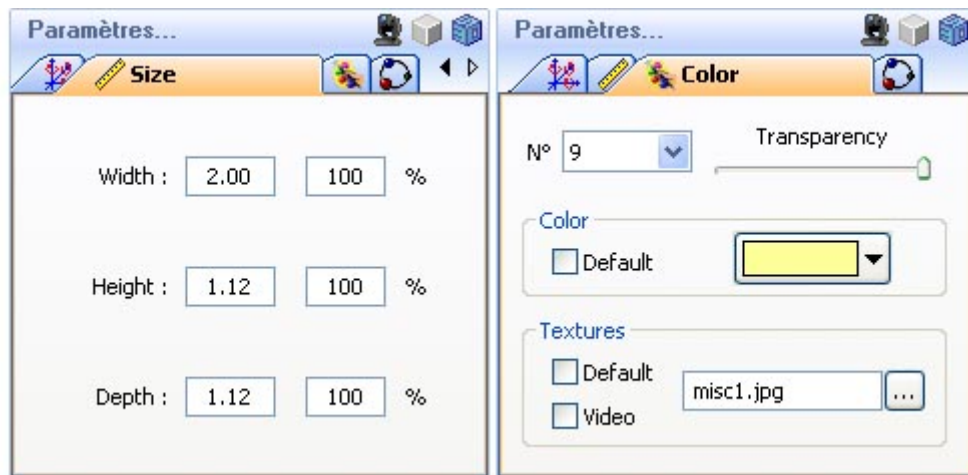 Paramètres...
Size
Width : 2.00 100 %
Height : 1.12 100 %
Depth : 1.12 100 %
Paramètres...
Color
N° 9 Transparency
Color
Default
Textures
Default
misc1.jpg ...
Video